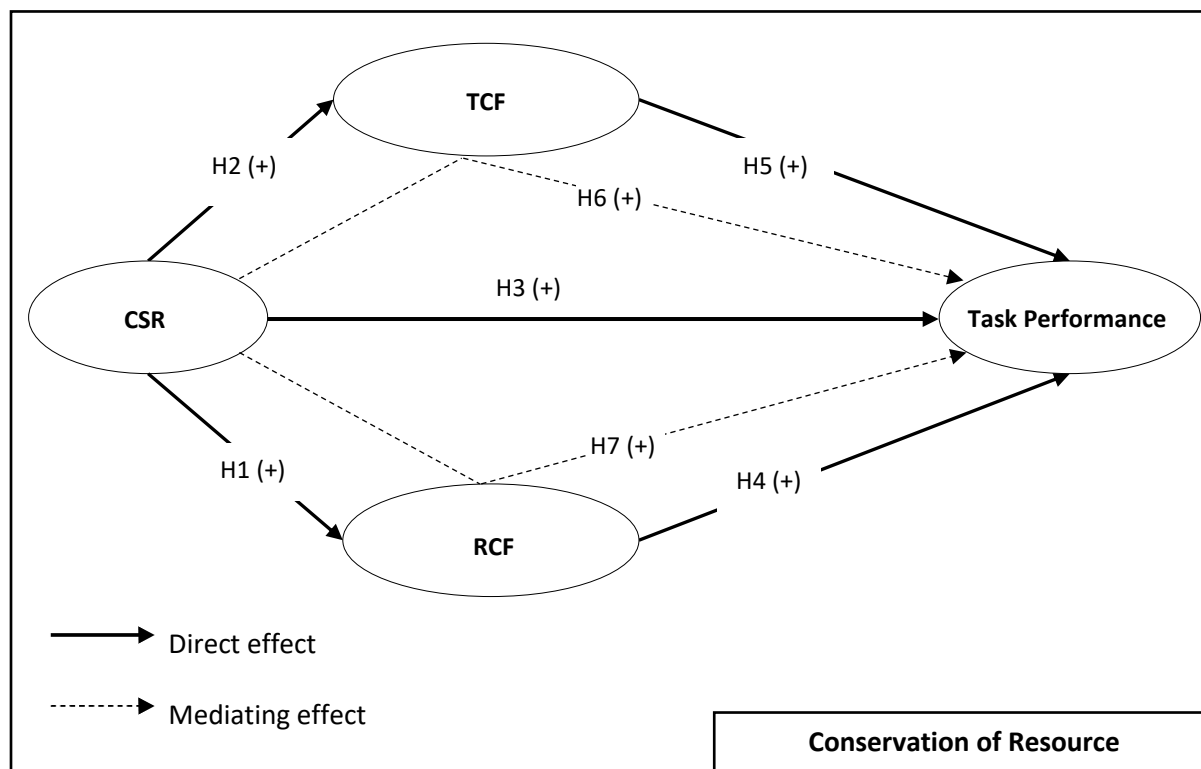 TCF
H2 (+)
H5 (+)
H6 (+)
H3 (+)
CSR
Task Performance
H7 (+)
H1 (+)
H4 (+)
RCF
Direct effect
Mediating effect
Conservation of Resource